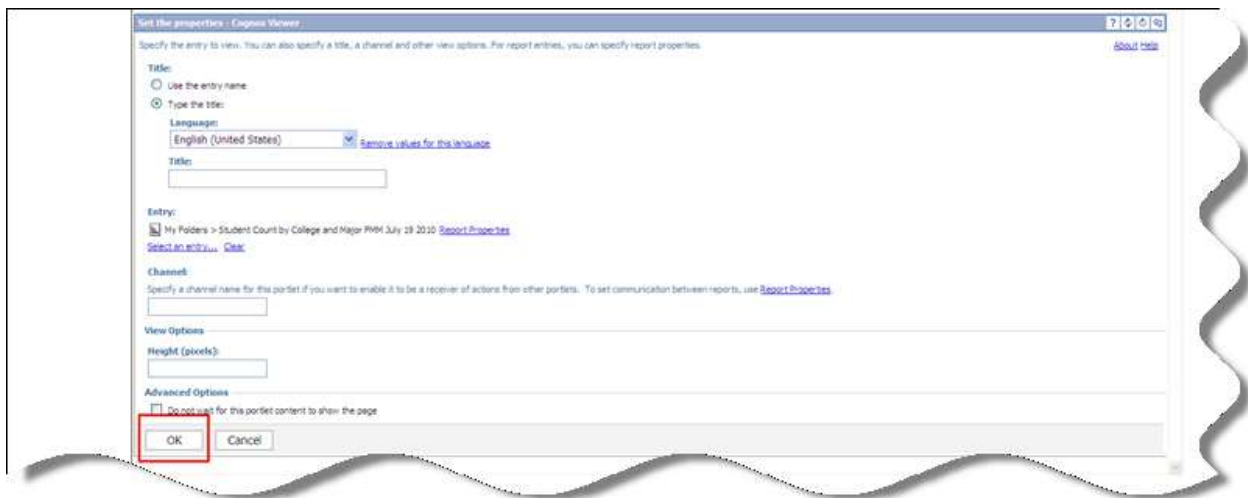 Set the properties - Cognos Viewer
Specify the entry to view. You can also specify a title, a channel and other view options. For report entries, you can specify report properties.
About Help
Title:
Use the entry name
Type the title:
Language:
English (United States)
Remove values for this language
Title:
Entry:
My Folders > Student Count by College and Major PMM July 19 2010 Report Properties
Select an entry... Clear
Channel:
Specify a channel name for this portlet if you want to enable it to be a receiver of actions from other portlets. To set communication between reports, use Report Properties.
View Options
Height (pixels):
Advanced Options
Do not wait for this portlet content to show the page
OK Cancel